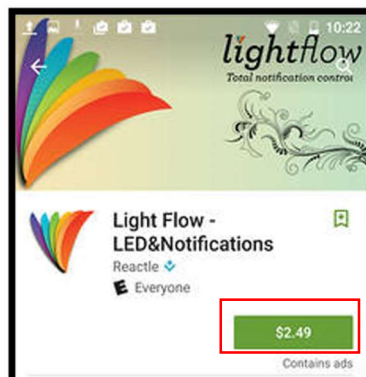 10:22
lightflow
Total notification control
Light Flow -
LED&Notifications
Reactle
E Everyone
$2.49
Contains ads